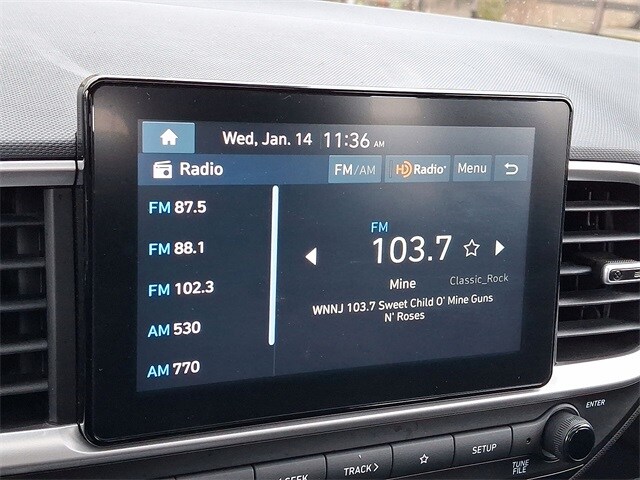 Wed, Jan. 14 11:36 AM
Radio FM/AM HD Radio Menu
FM 87.5
FM 88.1
FM 102.3
AM 530
AM 770
FM
103.7
Mine Classic_Rock
WNNJ 103.7 Sweet Child O' Mine Guns
N' Roses
ENTER
SEEK TRACK > SETUP
TUNE
FILE